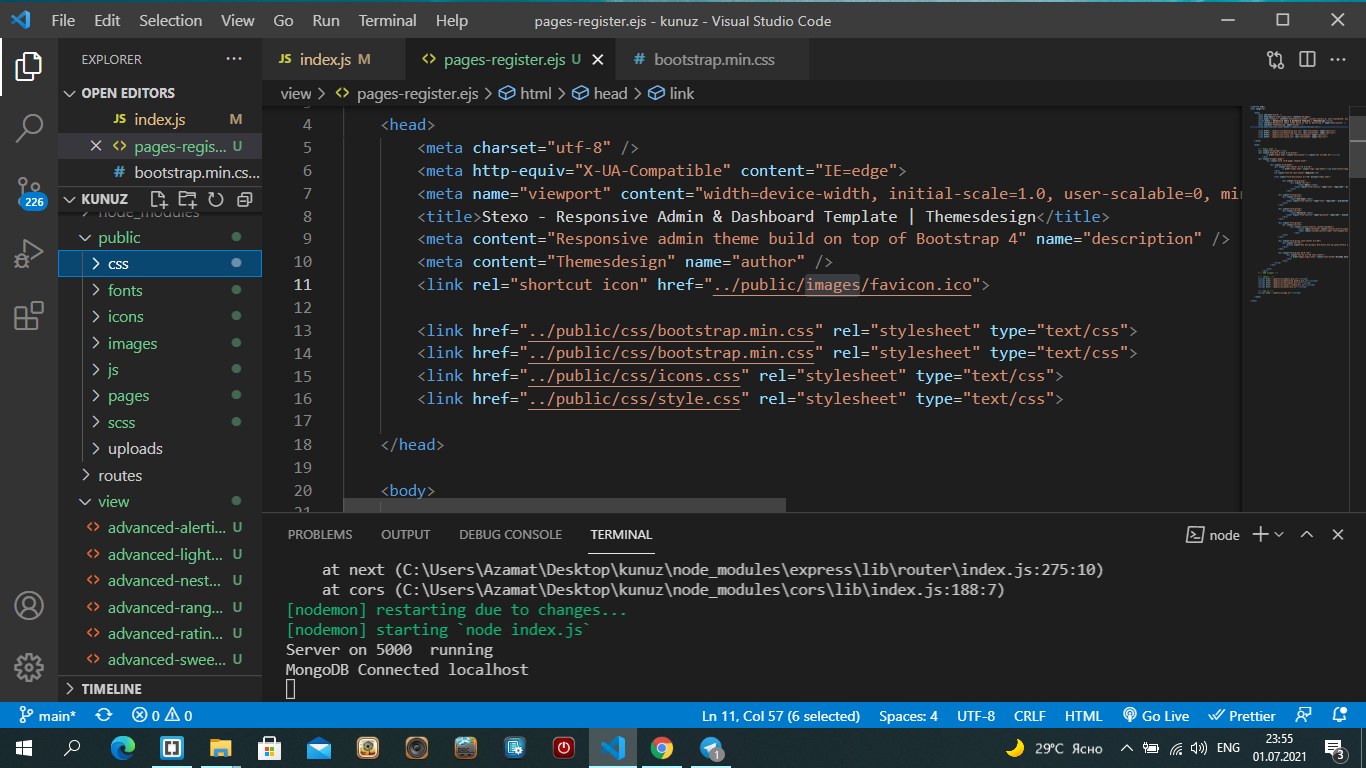 File Edit Selection View Go Run Terminal Help pages-register.ejs - kunuz - Visual Studio Code
EXPLORER
OPEN EDITORS
JS index.js M
pages-regis... U
# bootstrap.min.cs...
KUNUZ
node_modules
public
css
fonts
icons
images
js
pages
scss
uploads
routes
view
advanced-alerti... U
advanced-light... U
advanced-nest... U
advanced-rang... U
advanced-ratin... U
advanced-swee... U
TIMELINE
226
JS index.js M pages-register.ejs U # bootstrap.min.css
view > pages-register.ejs > html > head > link
4 <head>
5 <meta charset="utf-8" />
6 <meta http-equiv="X-UA-Compatible" content="IE=edge">
7 <meta name="viewport" content="width=device-width, initial-scale=1.0, user-scalable=0, mi
8 <title>Stexo - Responsive Admin & Dashboard Template | Themesdesign</title>
9 <meta content="Responsive admin theme build on top of Bootstrap 4" name="description" />
10 <meta content="Themesdesign" name="author" />
11 <link rel="shortcut icon" href="../public/images/favicon.ico">
12
13 <link href="../public/css/bootstrap.min.css" rel="stylesheet" type="text/css">
14 <link href="../public/css/bootstrap.min.css" rel="stylesheet" type="text/css">
15 <link href="../public/css/icons.css" rel="stylesheet" type="text/css">
16 <link href="../public/css/style.css" rel="stylesheet" type="text/css">
17
18 </head>
19
20 <body>
21
PROBLEMS OUTPUT DEBUG CONSOLE TERMINAL node
at next (C:\Users\Azamat\Desktop\kunuz\node_modules\express\lib\router\index.js:275:10)
at cors (C:\Users\Azamat\Desktop\kunuz\node_modules\cors\lib\index.js:188:7)
[nodemon] restarting due to changes...
[nodemon] starting `node index.js`
Server on 5000 running
MongoDB Connected localhost
main* 0 0 Ln 11, Col 57 (6 selected) Spaces: 4 UTF-8 CRLF HTML Go Live Prettier
1 29°C Ясно ENG 23:55
01.07.2021 3